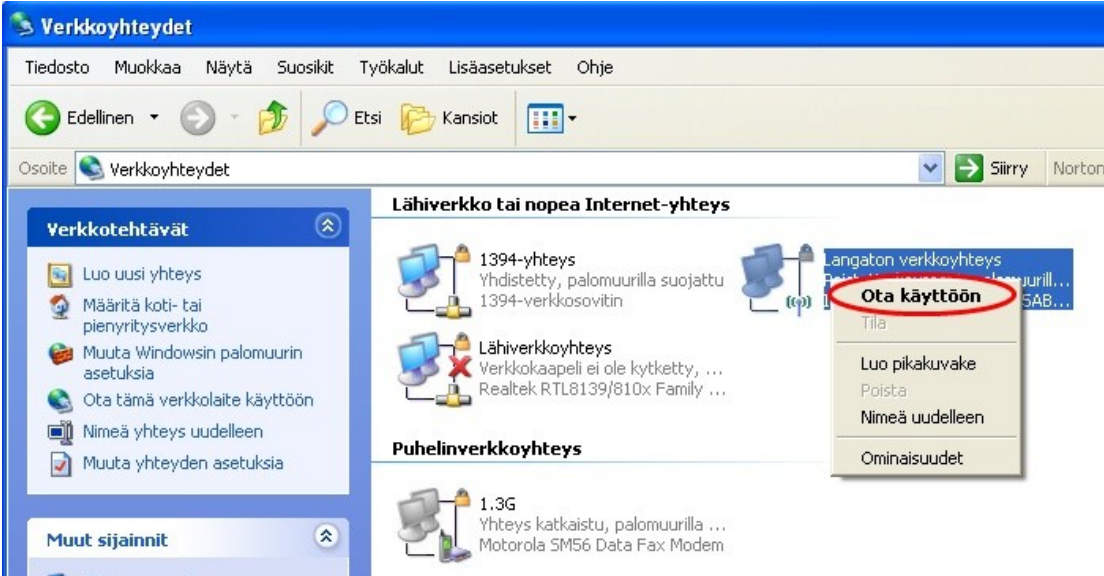 Verkkoyhteydet
Tiedosto Muokkaa Näytä Suosikit Työkalut Lisäasetukset Ohje
Edellinen Etsi Kansiot
Osoite Verkkoyhteydet Siirry Norton
Verkkotehtävät
Luo uusi yhteys
Määritä koti- tai
pienyritysverkko
Muuta Windowsin palomuurin
asetuksia
Ota tämä verkkolaite käyttöön
Nimeä yhteys uudelleen
Muuta yhteyden asetuksia
Muut sijainnit
Lähiverkko tai nopea Internet-yhteys
1394-yhteys
Yhdistetty, palomuurilla suojattu
1394-verkkosovitin
Langaton verkkoyhteys
Lähiverkkoyhteys
Verkkokaapeli ei ole kytketty, ...
Realtek RTL8139/810x Family ...
Ota käyttöön
Tila
Luo pikakuvake
Poista
Nimeä uudelleen
Ominaisuudet
Puhelinverkkoyhteys
1.3G
Yhteys katkaistu, palomuurilla ...
Motorola SM56 Data Fax Modem